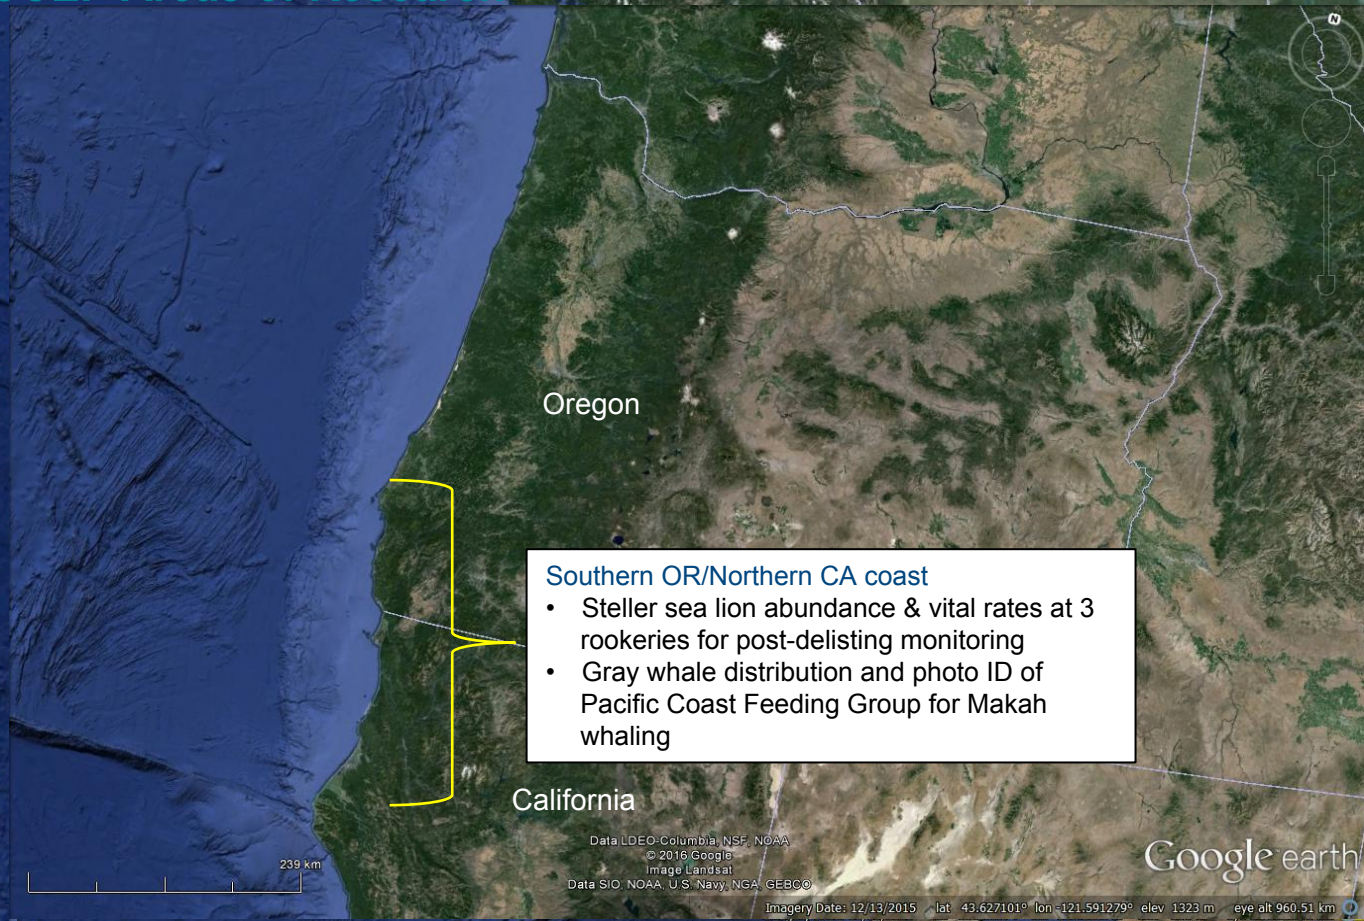 Areas of Research
N
Oregon
Southern OR/Northern CA coast
• Steller sea lion abundance & vital rates at 3
rookeries for post-delisting monitoring
• Gray whale distribution and photo ID of
Pacific Coast Feeding Group for Makah
whaling
California
Data LDEO-Columbia, NSF, NOAA
© 2016 Google
Image Landsat
Data SIO, NOAA, U.S. Navy, NGA, GEBCO
239 km
Google earth
Imagery Date: 12/13/2015 lat 43.627101° lon -121.591279° elev 1323 m eye alt 960.51 km